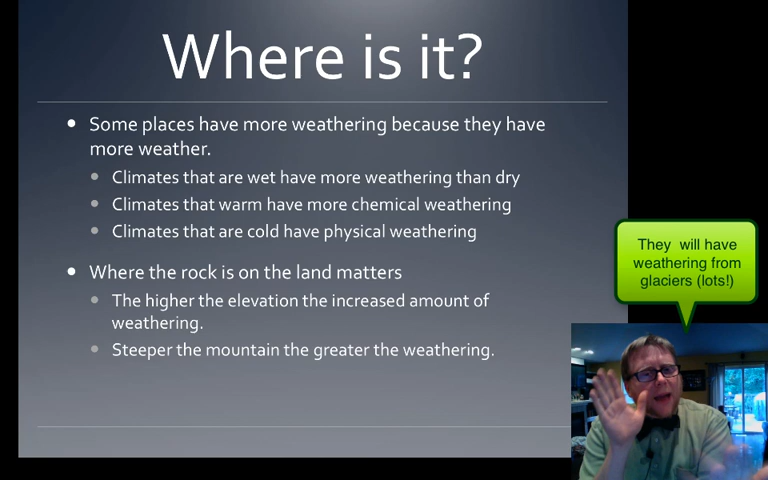 Where is it?
Some places have more weathering because they have
more weather.
Climates that are wet have more weathering than dry
Climates that warm have more chemical weathering
Climates that are cold have physical weathering
Where the rock is on the land matters
The higher the elevation the increased amount of
weathering.
Steeper the mountain the greater the weathering.
They will have
weathering from
glaciers (lots!)